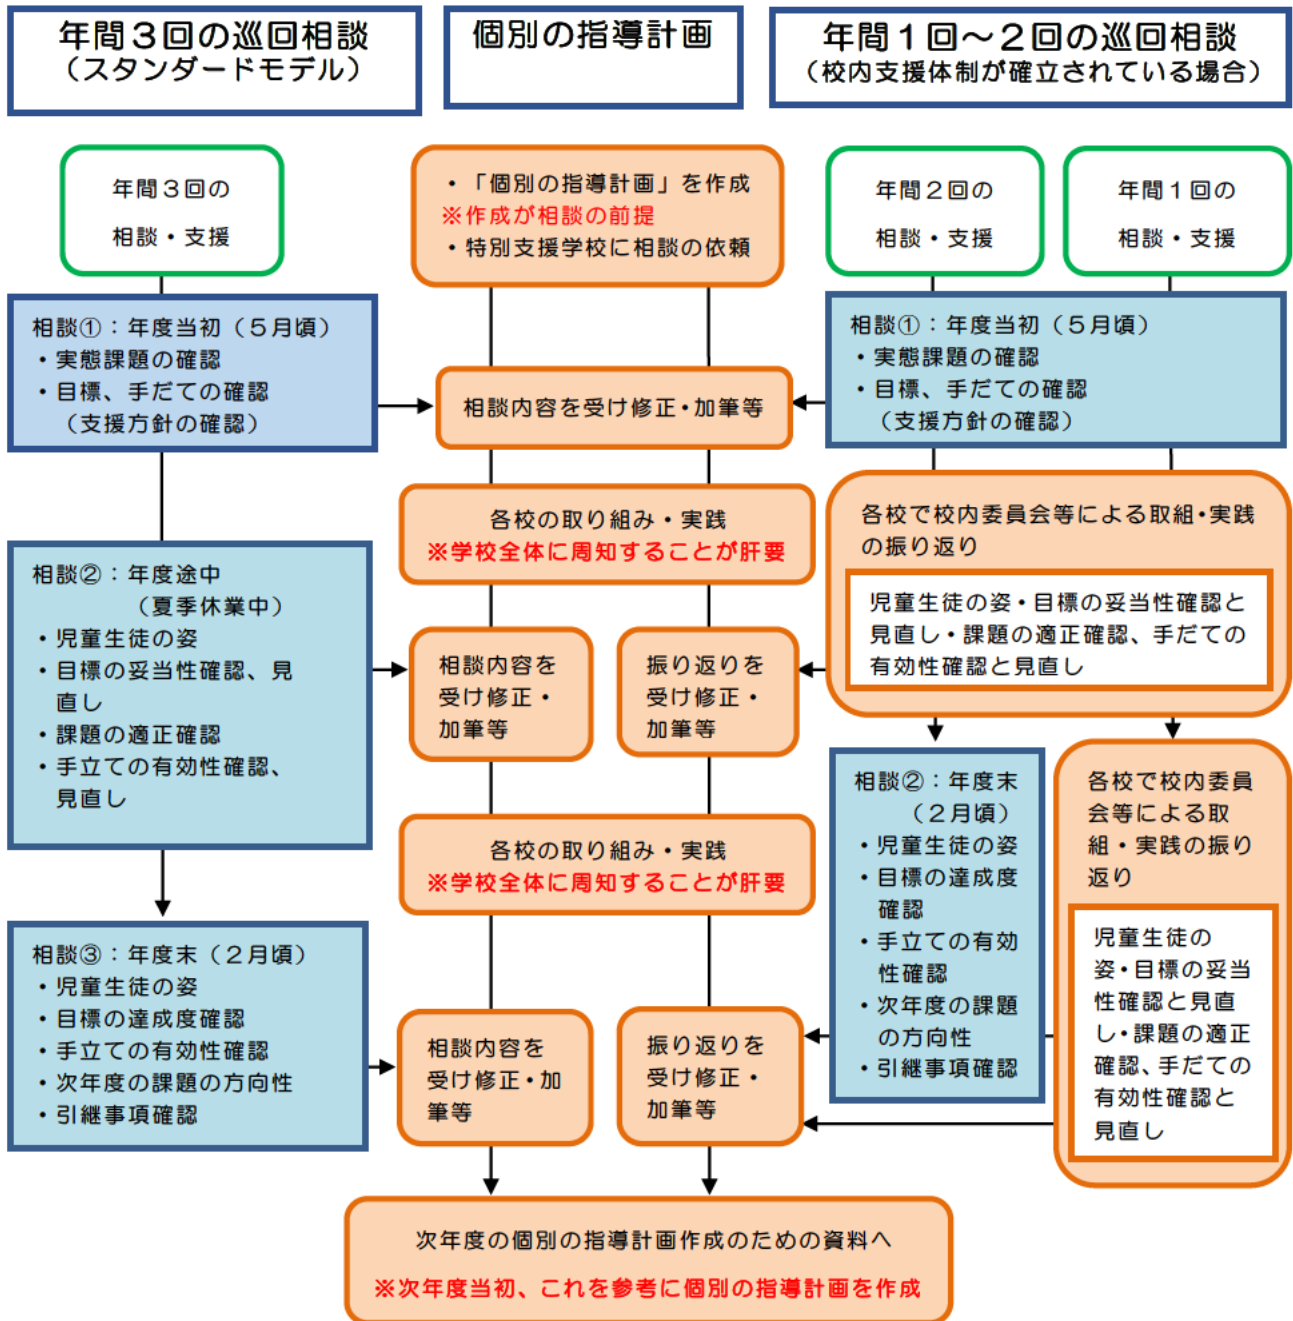 年間３回の巡回相談
（スタンダードモデル）
個別の指導計画
年間１回～２回の巡回相談
（校内支援体制が確立されている場合）
年間３回の
相談・支援
・「個別の指導計画」を作成
※作成が相談の前提
・特別支援学校に相談の依頼
年間２回の
相談・支援
年間１回の
相談・支援
相談①：年度当初（５月頃）
・実態課題の確認
・目標、手だての確認
（支援方針の確認）
相談内容を受け修正・加筆等
相談①：年度当初（５月頃）
・実態課題の確認
・目標、手だての確認
（支援方針の確認）
各校の取り組み・実践
※学校全体に周知することが肝要
各校で校内委員会等による取組・実践
の振り返り
児童生徒の姿・目標の妥当性確認と
見直し・課題の適正確認、手だての
有効性確認と見直し
相談②：年度途中
（夏季休業中）
・児童生徒の姿
・目標の妥当性確認、見
直し
・課題の適正確認
・手立ての有効性確認、
見直し
相談内容を
受け修正・
加筆等
振り返りを
受け修正・
加筆等
各校の取り組み・実践
※学校全体に周知することが肝要
相談②：年度末
（２月頃）
・児童生徒の姿
・目標の達成度
確認
・手立ての有効
性確認
・次年度の課題
の方向性
・引継事項確認
各校で校内委員
会等による取
組・実践の振り
返り
児童生徒の
姿・目標の妥当
性確認と見直
し・課題の適正
確認、手だての
有効性確認と
見直し
相談③：年度末（２月頃）
・児童生徒の姿
・目標の達成度確認
・手立ての有効性確認
・次年度の課題の方向性
・引継事項確認
相談内容を
受け修正・加
筆等
振り返りを
受け修正・
加筆等
次年度の個別の指導計画作成のための資料へ
※次年度当初、これを参考に個別の指導計画を作成